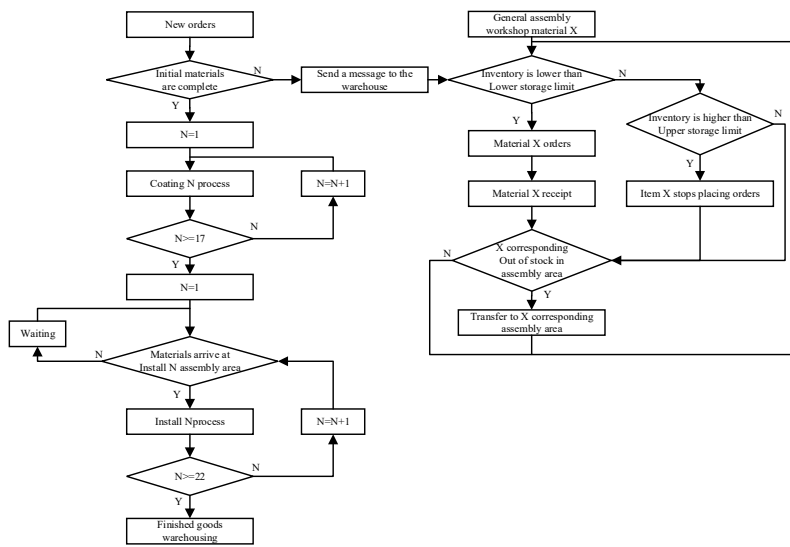 New orders
Initial materials
are complete
N
Y
Send a message to the
warehouse
N=1
Coating N process
N=N+1
N>=17
N
Y
N=1
Waiting
Materials arrive at
Install N assembly area
N
Y
Install Nprocess
N=N+1
N>=22
N
Y
Finished goods
warehousing
General assembly
workshop material X
Inventory is lower than
Lower storage limit
N
Y
Inventory is higher than
Upper storage limit
N
Y
Material X orders
Material X receipt
Item X stops placing orders
X corresponding
Out of stock in
assembly area
N
Y
Transfer to X corresponding
assembly area